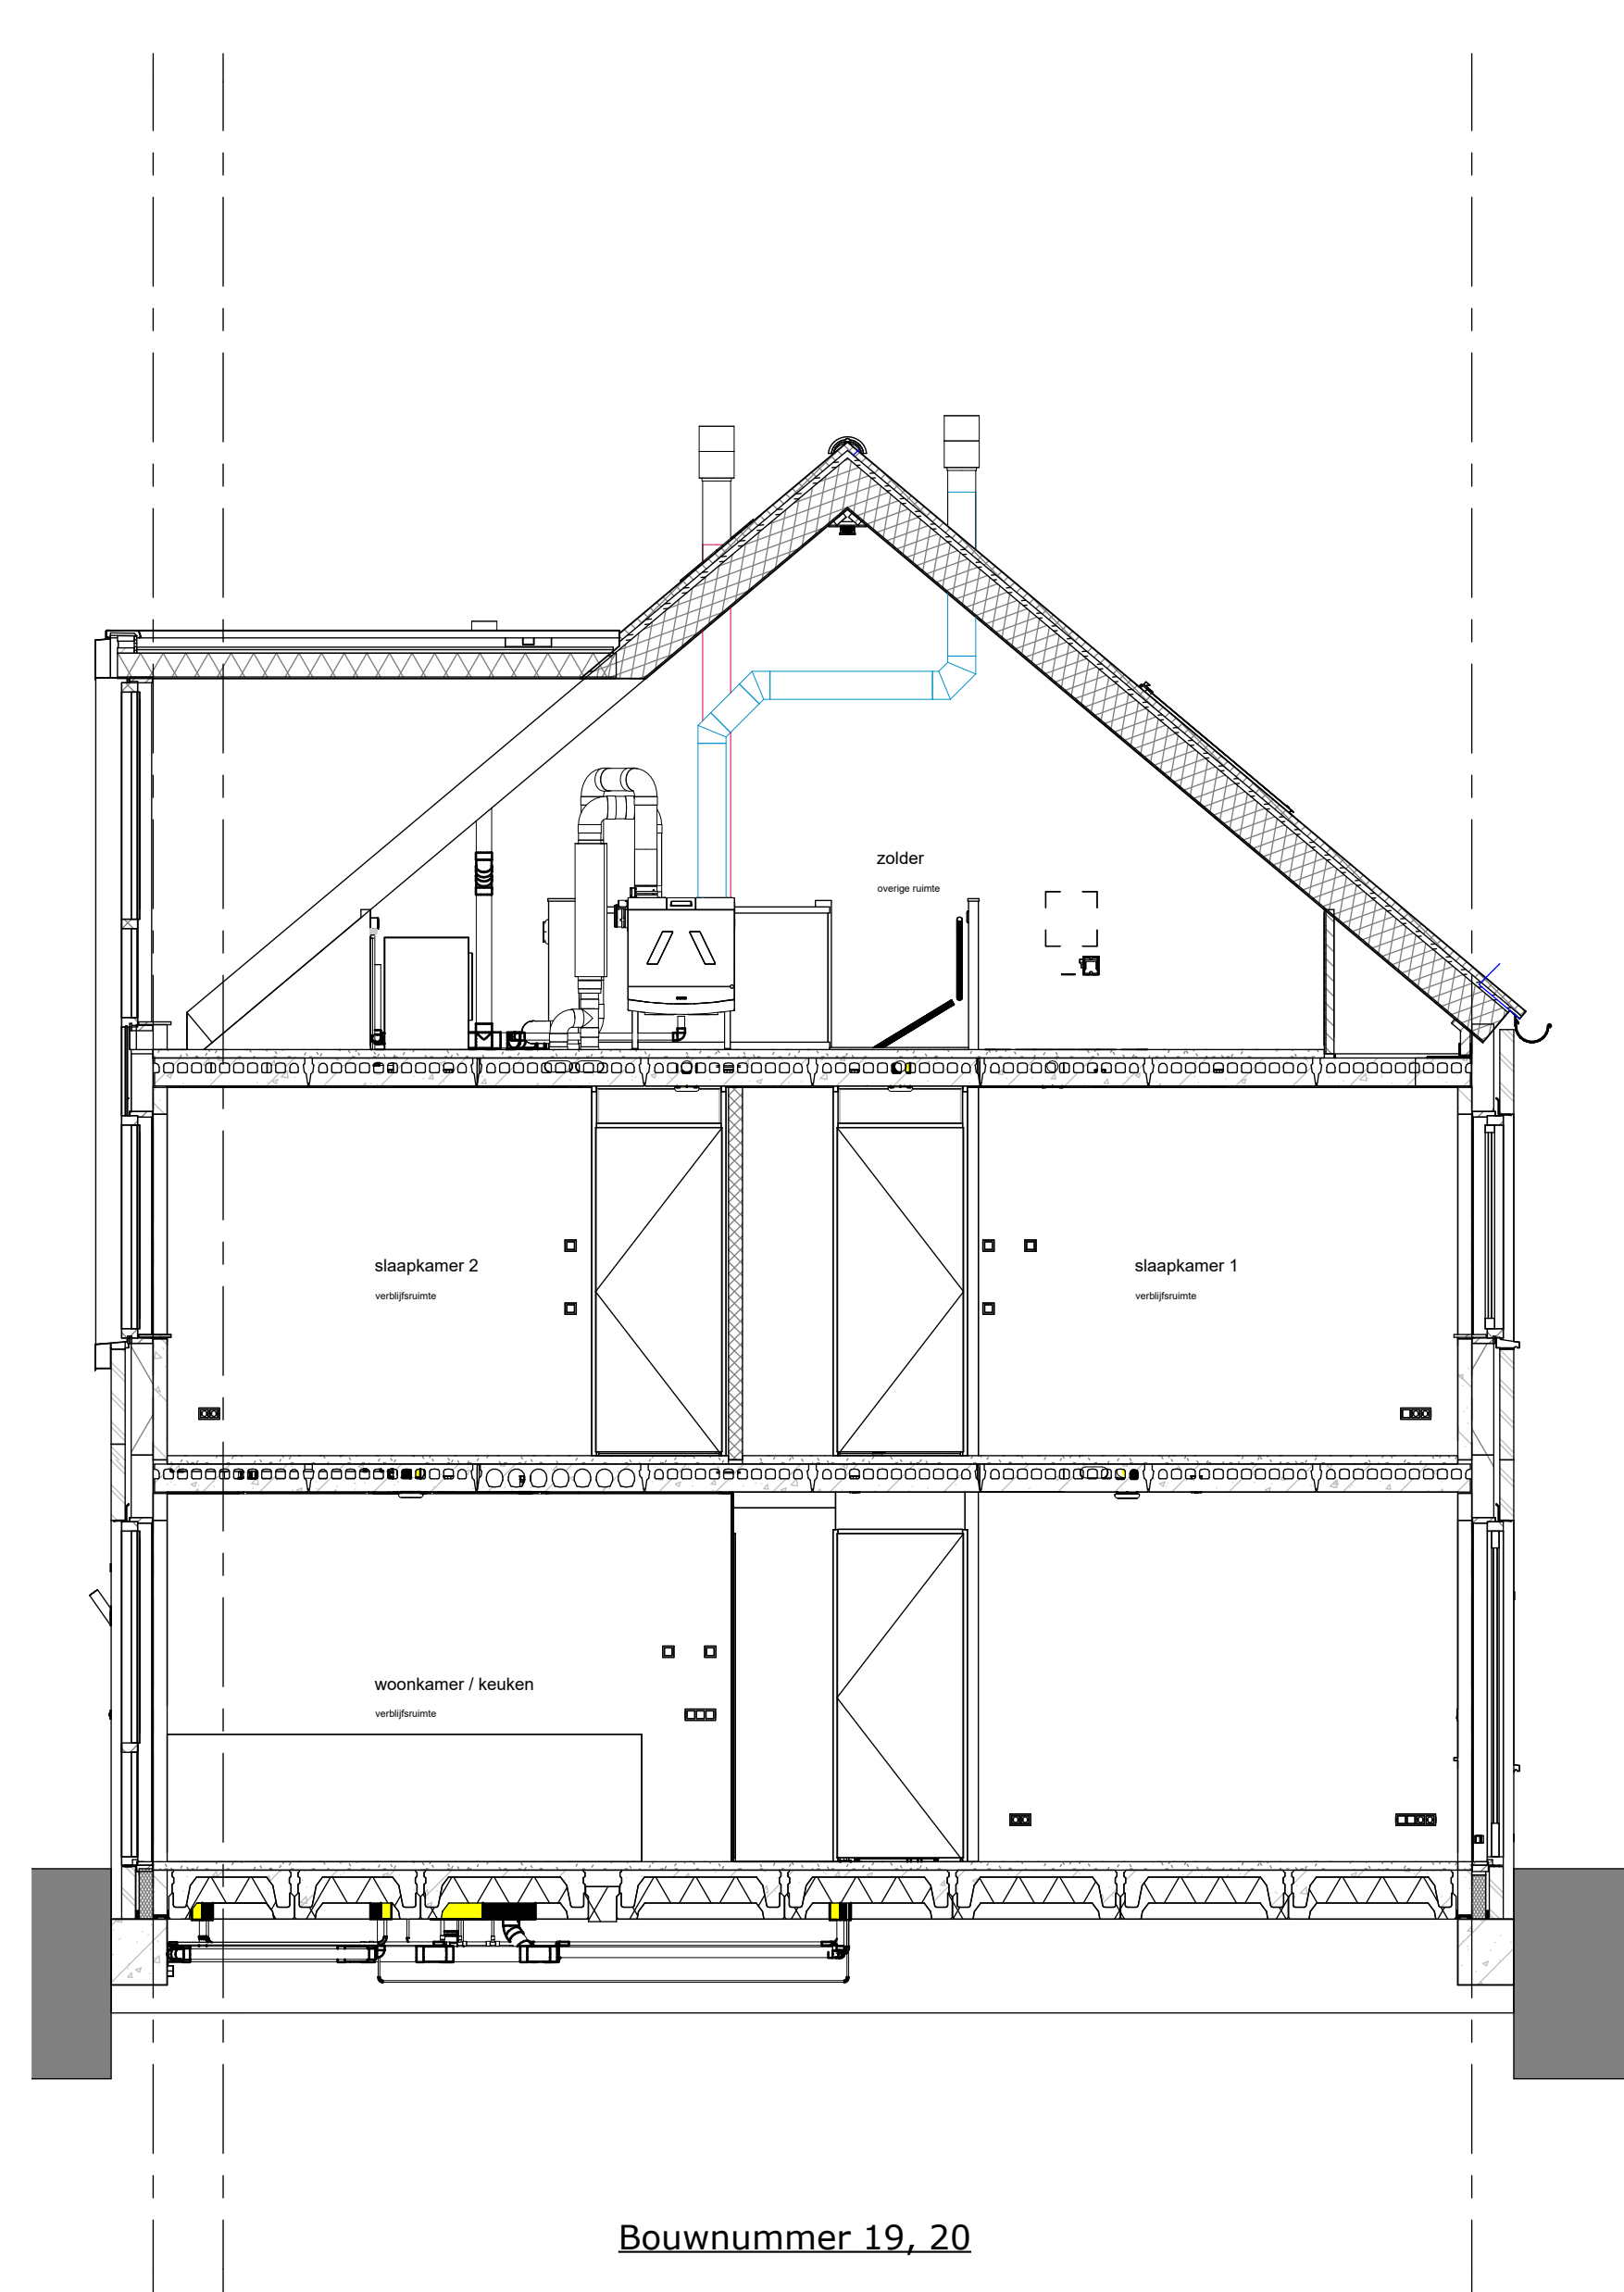 zolder
overige ruimte
slaapkamer 2
verblijfsruimte
slaapkamer 1
verblijfsruimte
woonkamer / keuken
verblijfsruimte
Bouwnummer 19, 20